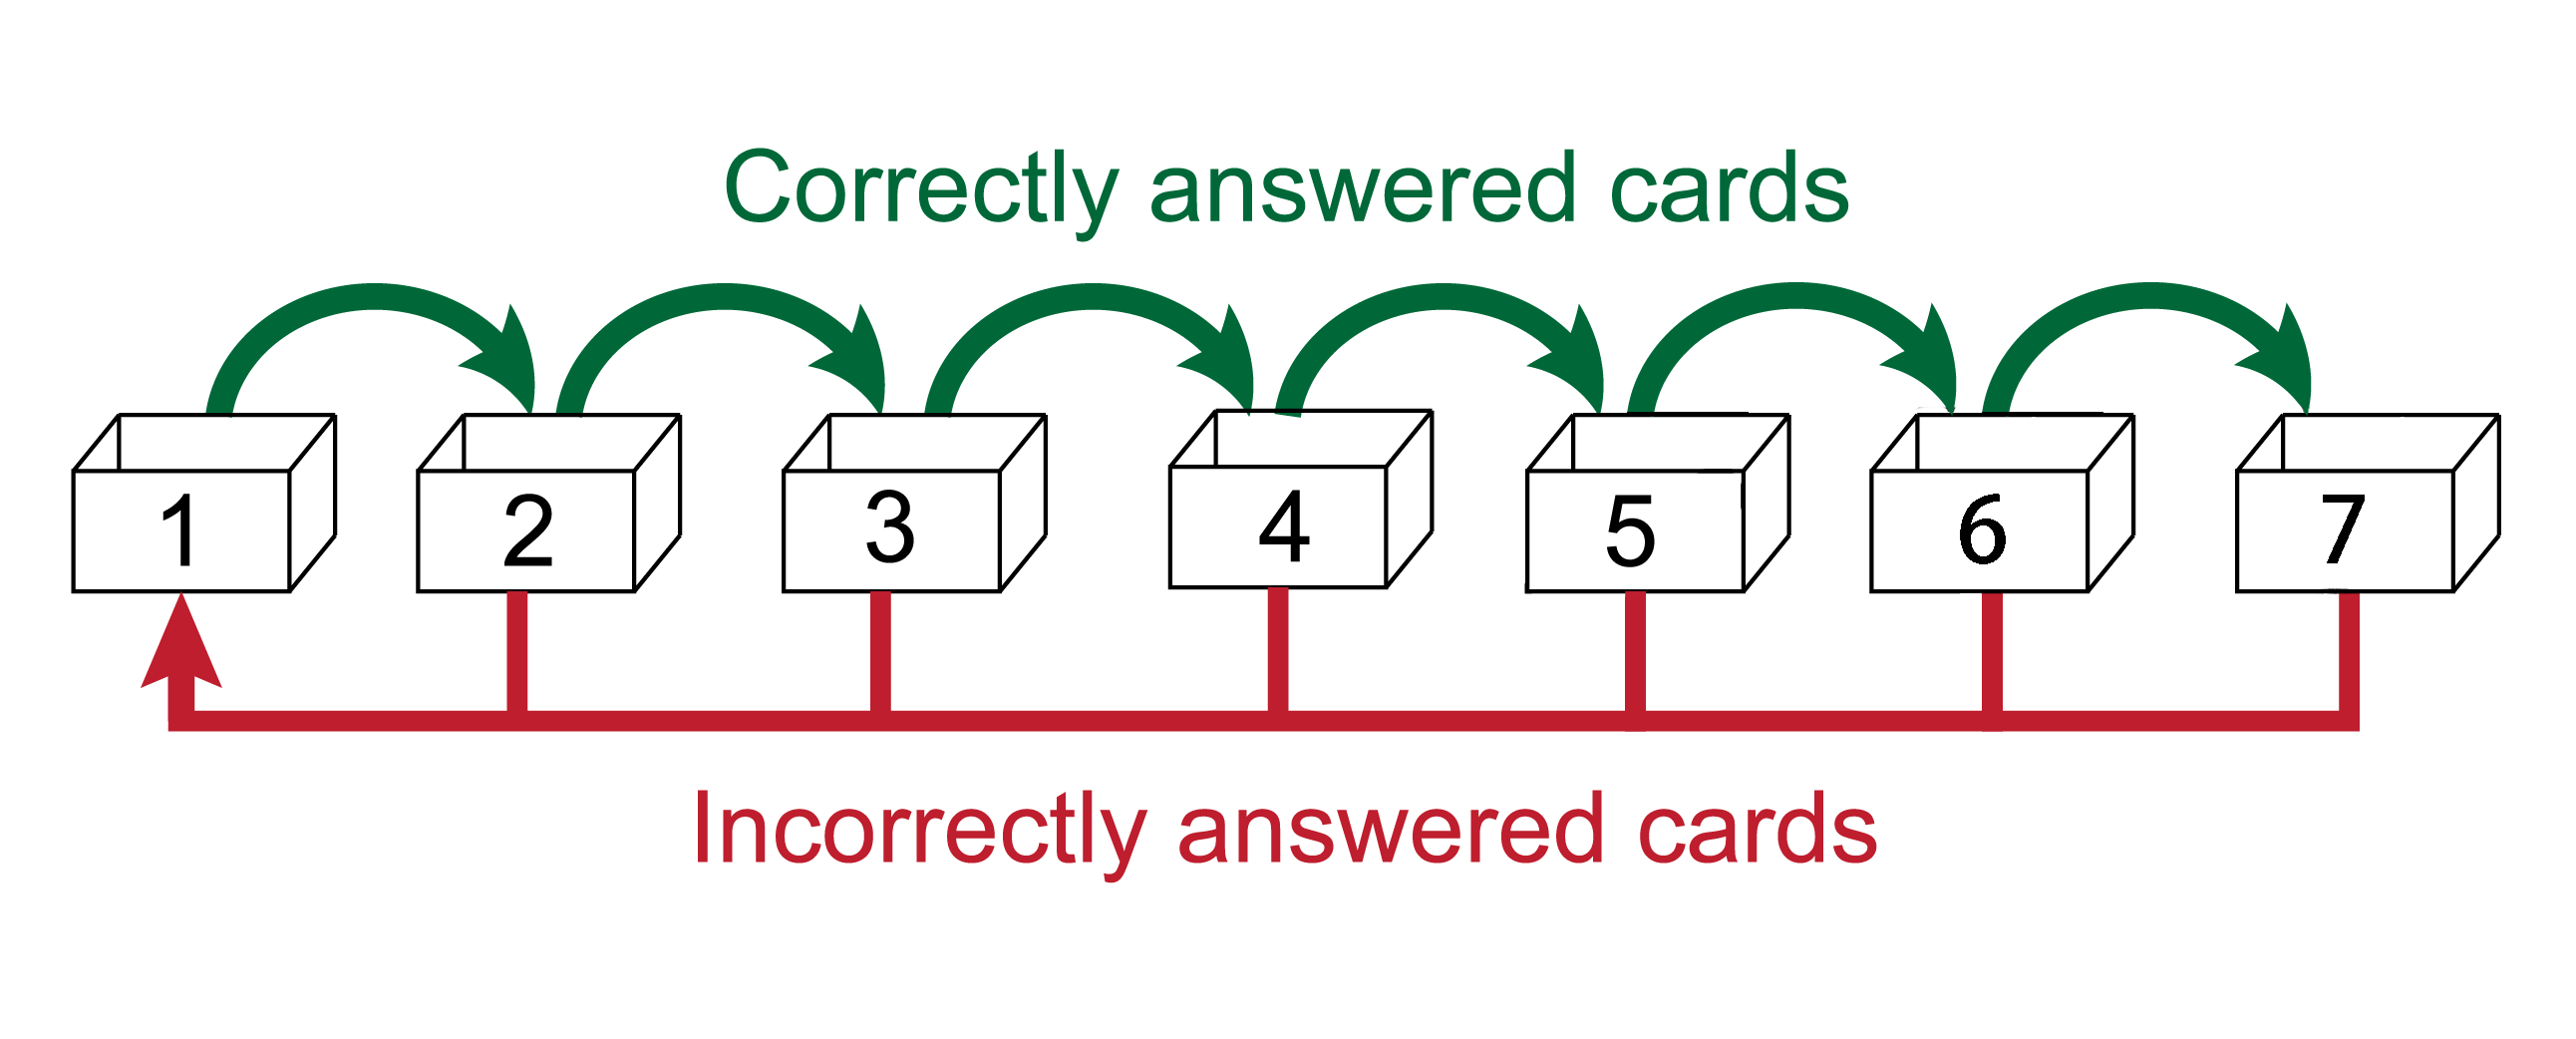 Correctly answered cards
1 2 3 4 5 6 7
Incorrectly answered cards